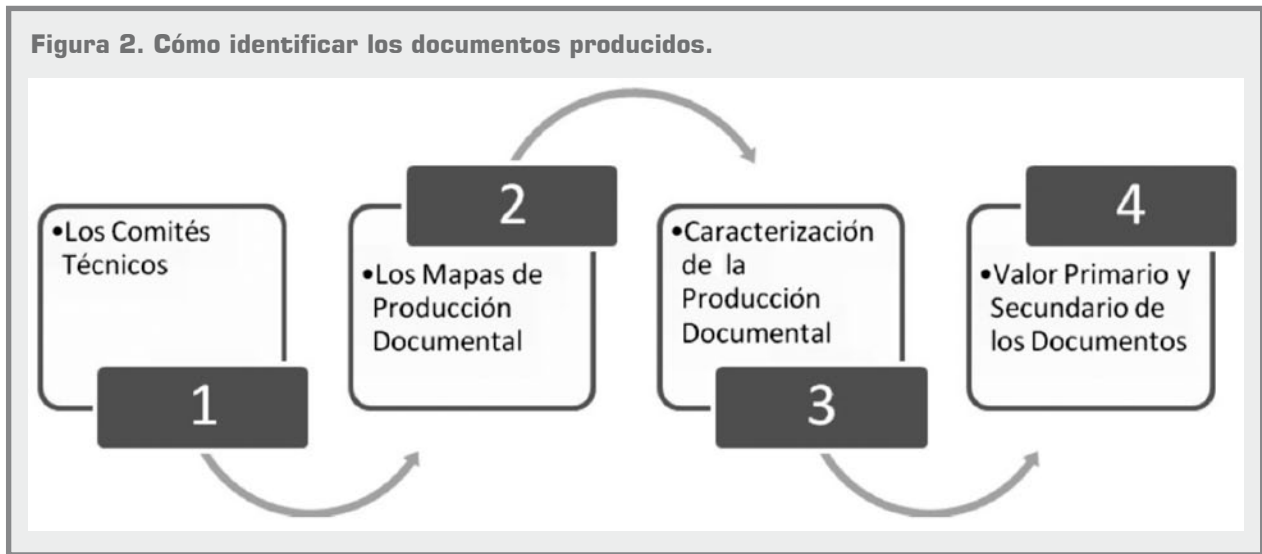 Figura 2. Cómo identificar los documentos producidos.
•Los Comités
Técnicos
1
2
•Los Mapas de
Producción
Documental
•Caracterización
de la
Producción
Documental
3
4
•Valor Primario y
Secundario de
los Documentos